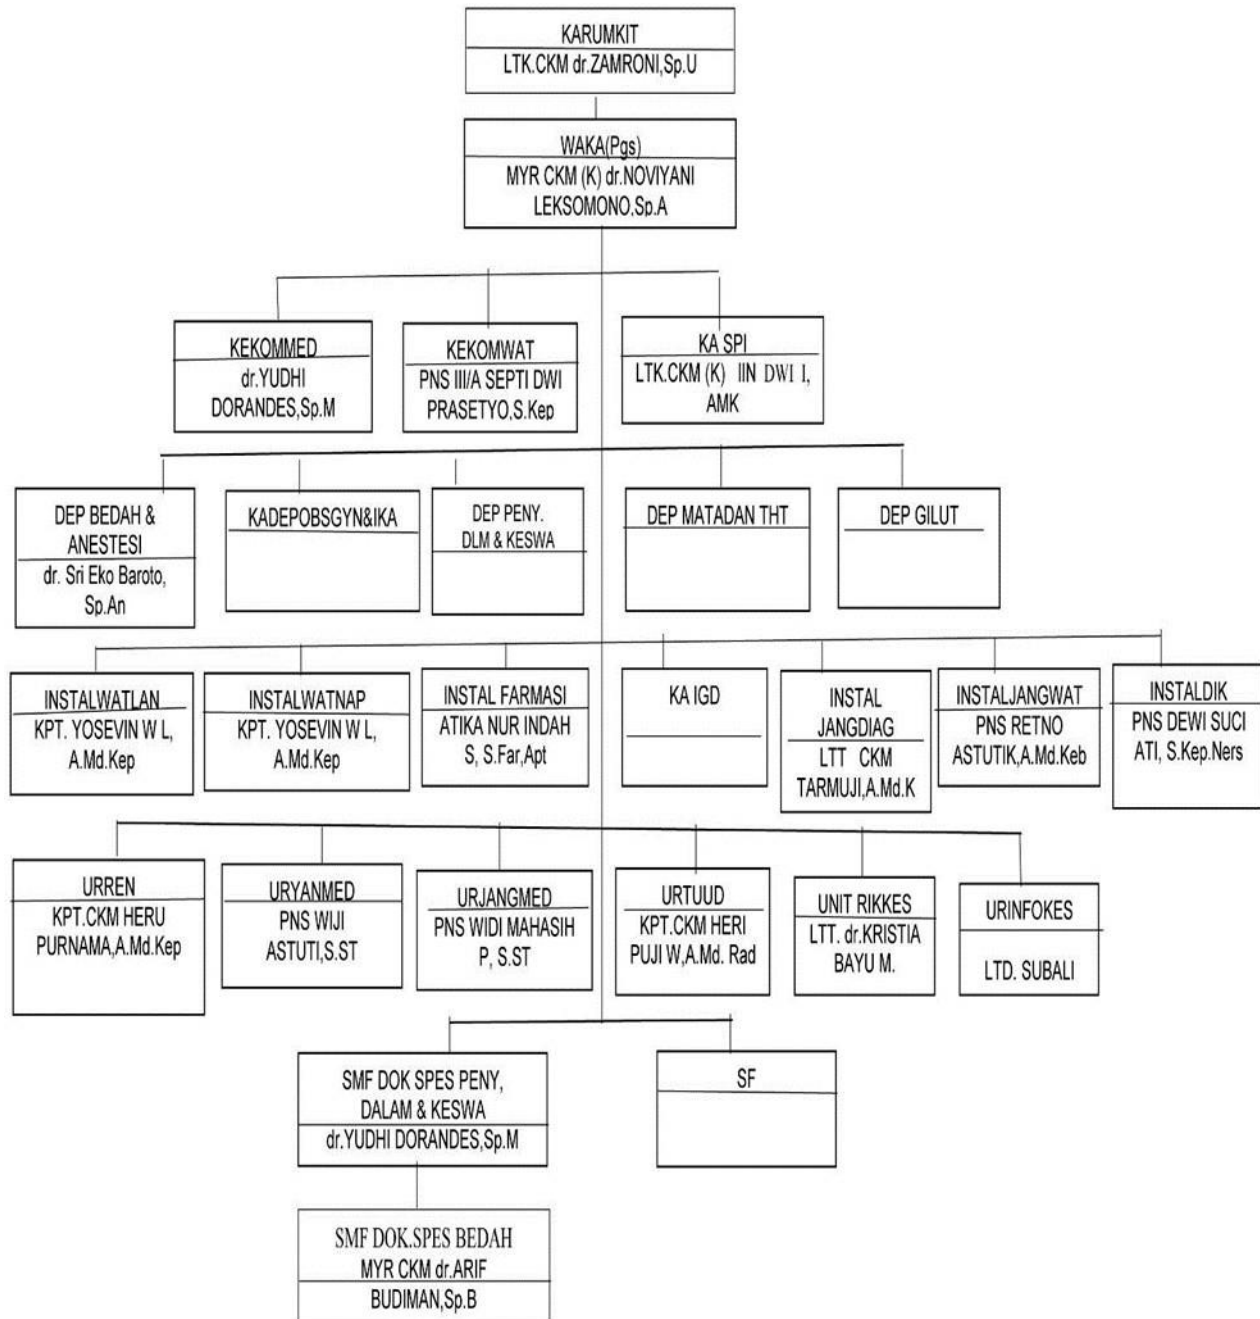 KARUMKIT
LTK.CKM dr.ZAMRONI,Sp.U
WAKA(Pgs)
MYR CKM (K) dr.NOVIYANI
LEKSOMONO,Sp.A
KEKOMMED
dr.YUDHI
DORANDES,Sp.M
KEKOMWAT
PNS III/A SEPTI DWI
PRASETYO,S.Kep
KA SPI
LTK.CKM (K) IIN DWI I,
AMK
DEP BEDAH &
ANESTESI
dr. Sri Eko Baroto,
Sp.An
KADEPOBSGYN&IKA
DEP PENY.
DLM & KESWA
DEP MATADAN THT
DEP GILUT
INSTALWATLAN
KPT. YOSEVIN W L,
A.Md.Kep
INSTALWATNAP
KPT. YOSEVIN W L,
A.Md.Kep
INSTAL FARMASI
ATIKA NUR INDAH
S, S.Far,Apt
KA IGD
INSTAL
JANGDIAG
LTT CKM
TARMUJI,A.Md.K
INSTALJANGWAT
PNS RETNO
ASTUTIK,A.Md.Keb
INSTALDIK
PNS DEWI SUCI
ATI, S.Kep.Ners
URREN
KPT.CKM HERU
PURNAMA,A.Md.Kep
URYANMED
PNS WIJI
ASTUTI,S.ST
URJANGMED
PNS WIDI MAHASIH
P, S.ST
URTUUD
KPT.CKM HERI
PUJI W,A.Md. Rad
UNIT RIKKES
LTT. dr.KRISTIA
BAYU M.
URINFOKES
LTD. SUBALI
SMF DOK SPES PENY,
DALAM & KESWA
dr.YUDHI DORANDES,Sp.M
SF
SMF DOK.SPES BEDAH
MYR CKM dr.ARIF
BUDIMAN,Sp.B